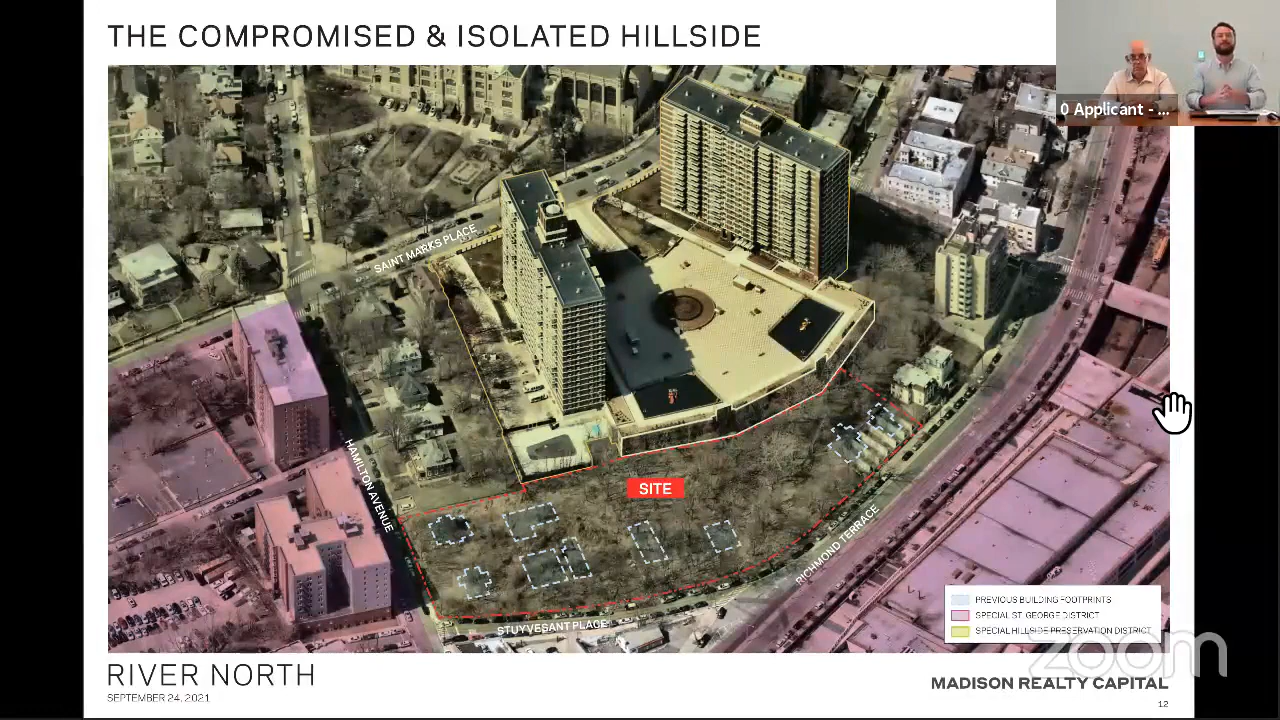 THE COMPROMISED & ISOLATED HILLSIDE
0 Applicant - ...
SAINT MARKS PLACE
HAMILTON AVENUE
SITE
RICHMOND TERRACE
STUYVESANT PLACE
PREVIOUS BUILDING FOOTPRINTS
SPECIAL ST. GEORGE DISTRICT
SPECIAL HILLSIDE PRESERVATION DISTRICT
zoom
RIVER NORTH
SEPTEMBER 24, 2021
MADISON REALTY CAPITAL
12